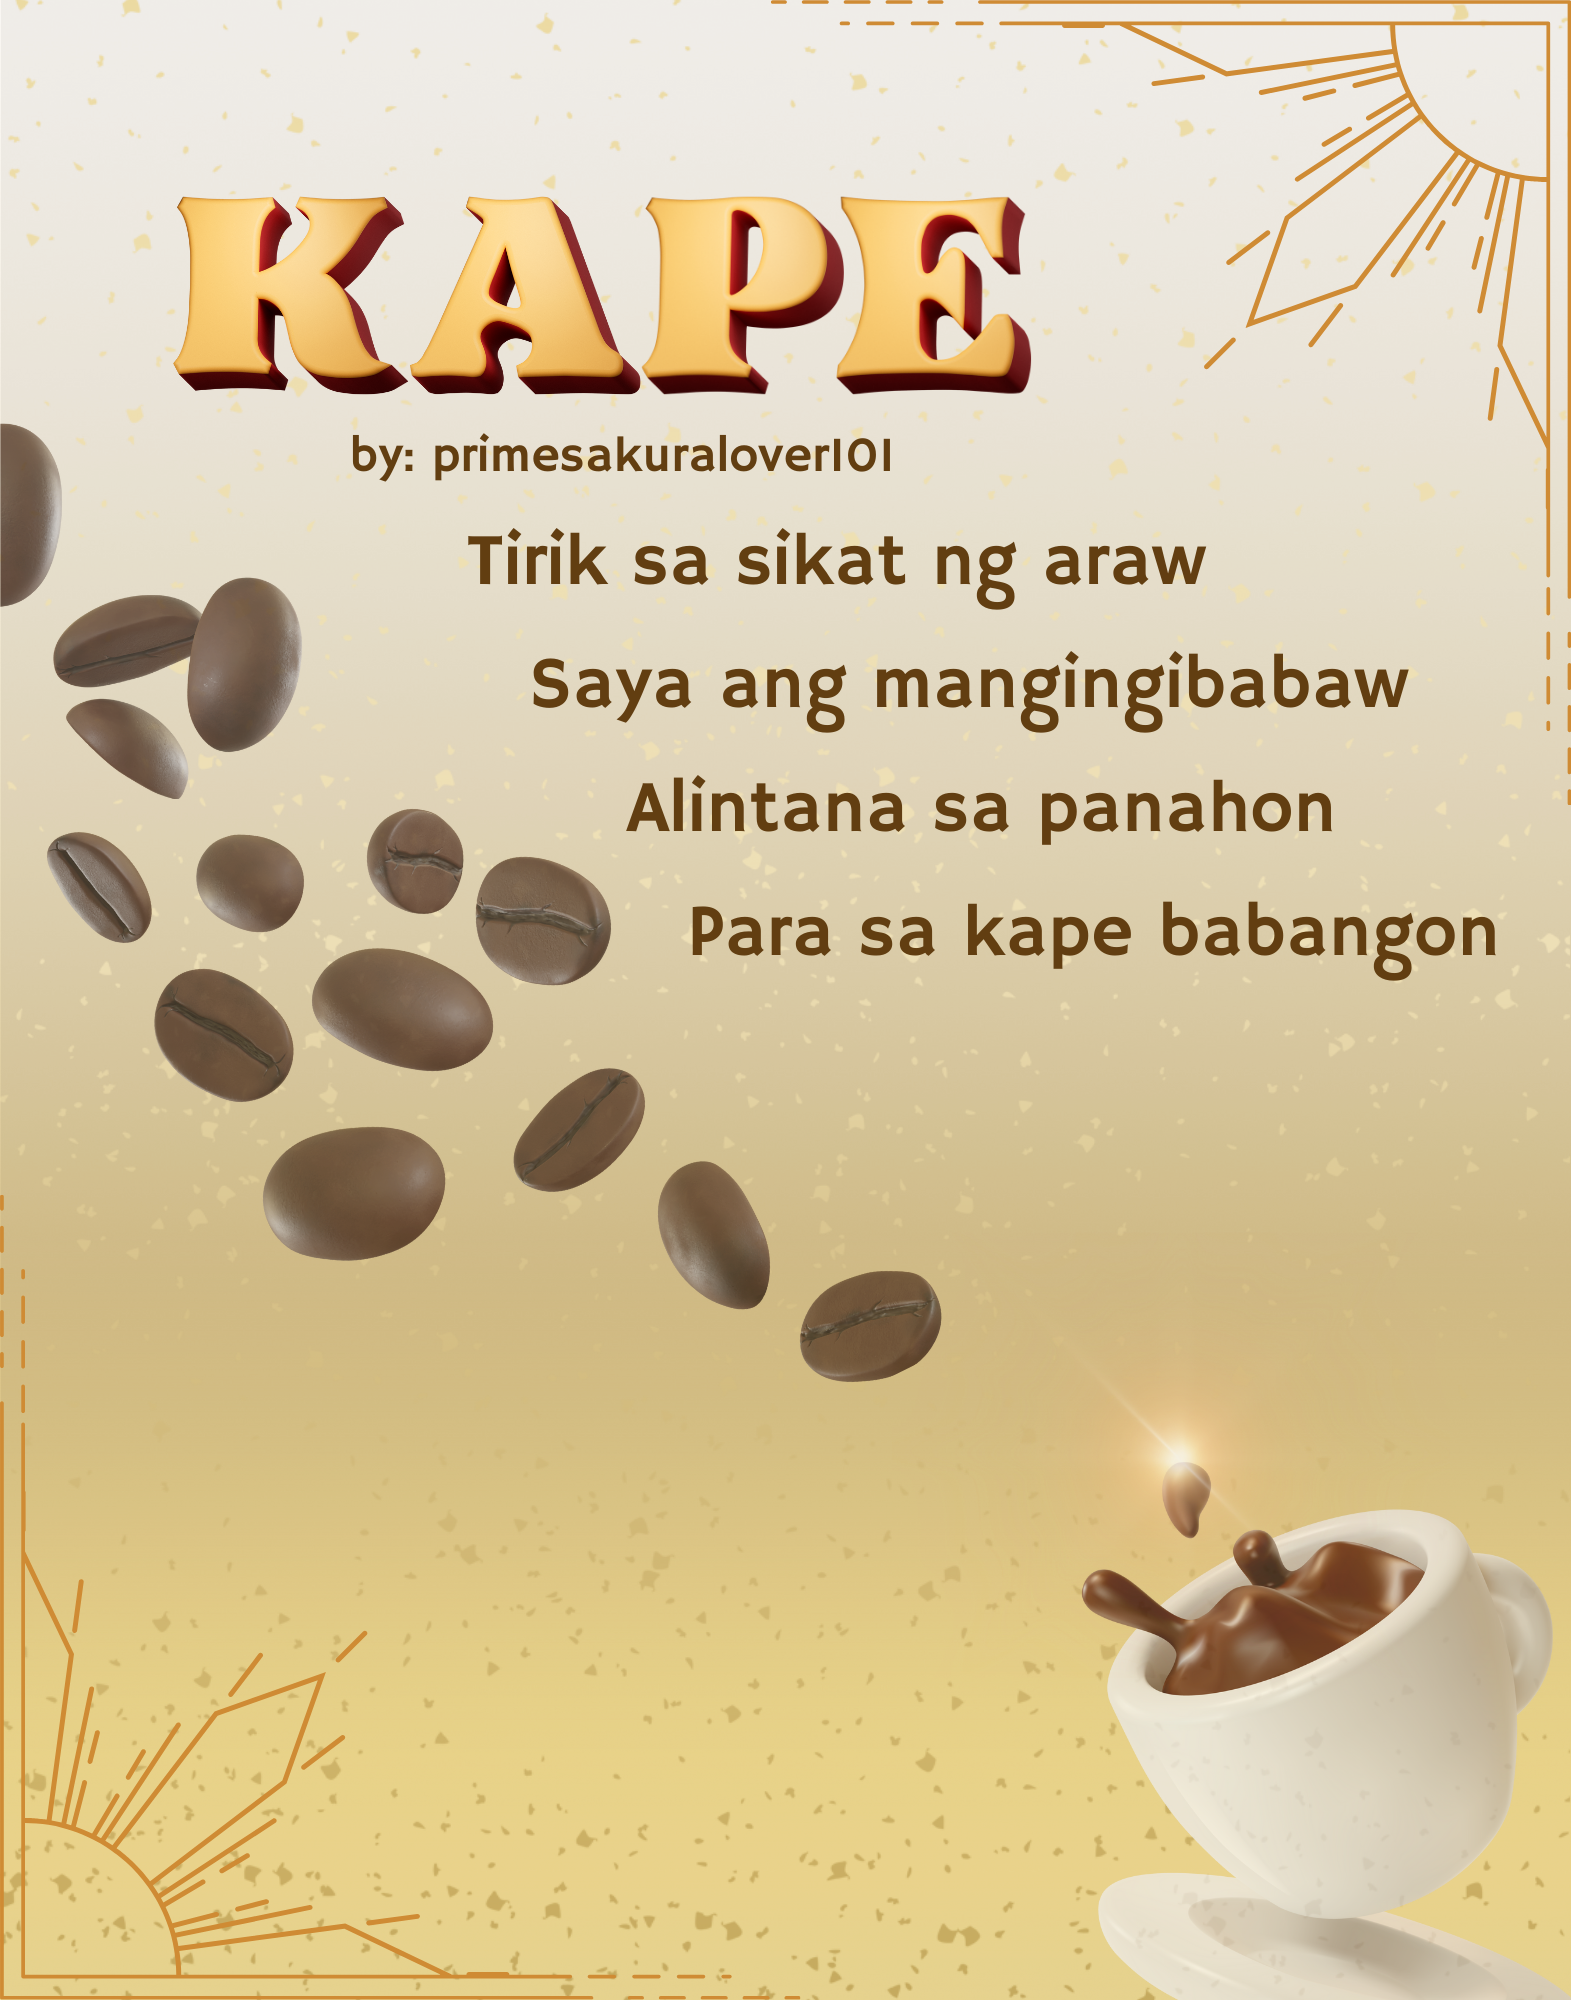 KAPE
by: primesakuralover101
Tirik sa sikat ng araw
Saya ang mangingibabaw
Alintana sa panahon
Para sa kape babangon